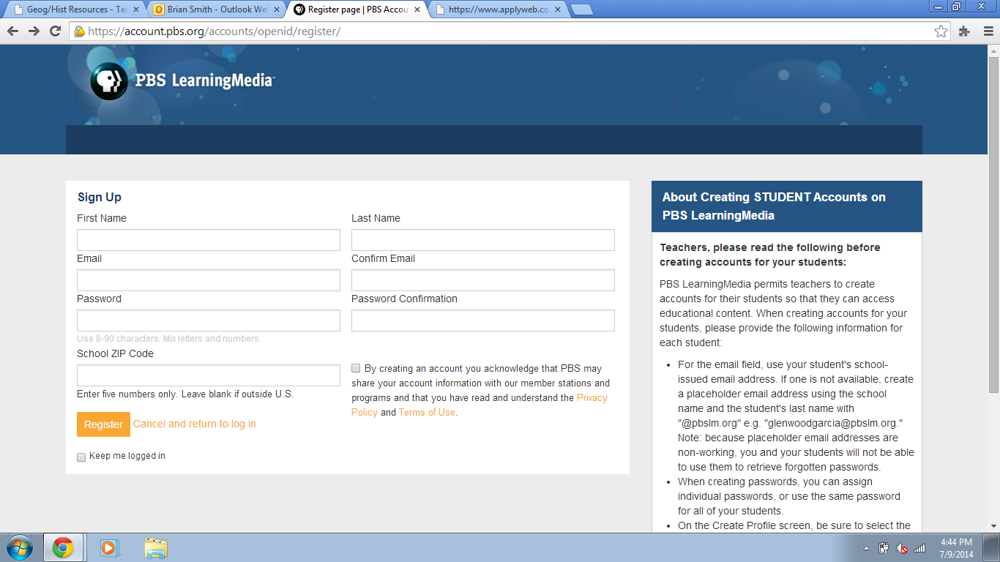 Geog/Hist Resources - Te
Brian Smith - Outlook We
Register page | PBS Accou
https://www.applyweb.co
https://account.pbs.org/accounts/openid/register/
PBS LearningMedia
Sign Up
First Name
Last Name
Email
Confirm Email
Password
Password Confirmation
Use 8-90 characters. Mix letters and numbers.
School ZIP Code
Enter five numbers only. Leave blank if outside U.S.
By creating an account you acknowledge that PBS may
share your account information with our member stations and
programs and that you have read and understand the Privacy
Policy and Terms of Use.
Register Cancel and return to log in
Keep me logged in
About Creating STUDENT Accounts on
PBS LearningMedia
Teachers, please read the following before
creating accounts for your students:
PBS LearningMedia permits teachers to create
accounts for their students so that they can access
educational content. When creating accounts for your
students, please provide the following information for
each student:
• For the email field, use your student's school-
issued email address. If one is not available, create
a placeholder email address using the school
name and the student's last name with
"@pbslm.org" e.g. "glenwoodgarcia@pbslm.org."
Note: because placeholder email addresses are
non-working, you and your students will not be able
to use them to retrieve forgotten passwords.
• When creating passwords, you can assign
individual passwords, or use the same password
for all of your students.
• On the Create Profile screen, be sure to select the
4:44 PM
7/9/2014